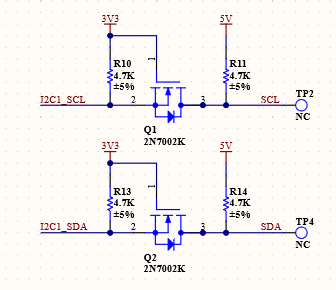 3V3
5V
R10
4.7K
±5%
1
R11
4.7K
±5%
TP2
I2C1_SCL
2
3
SCL
NC
Q1
2N7002K
3V3
5V
R13
4.7K
±5%
1
R14
4.7K
±5%
TP4
I2C1_SDA
2
3
SDA
NC
Q2
2N7002K